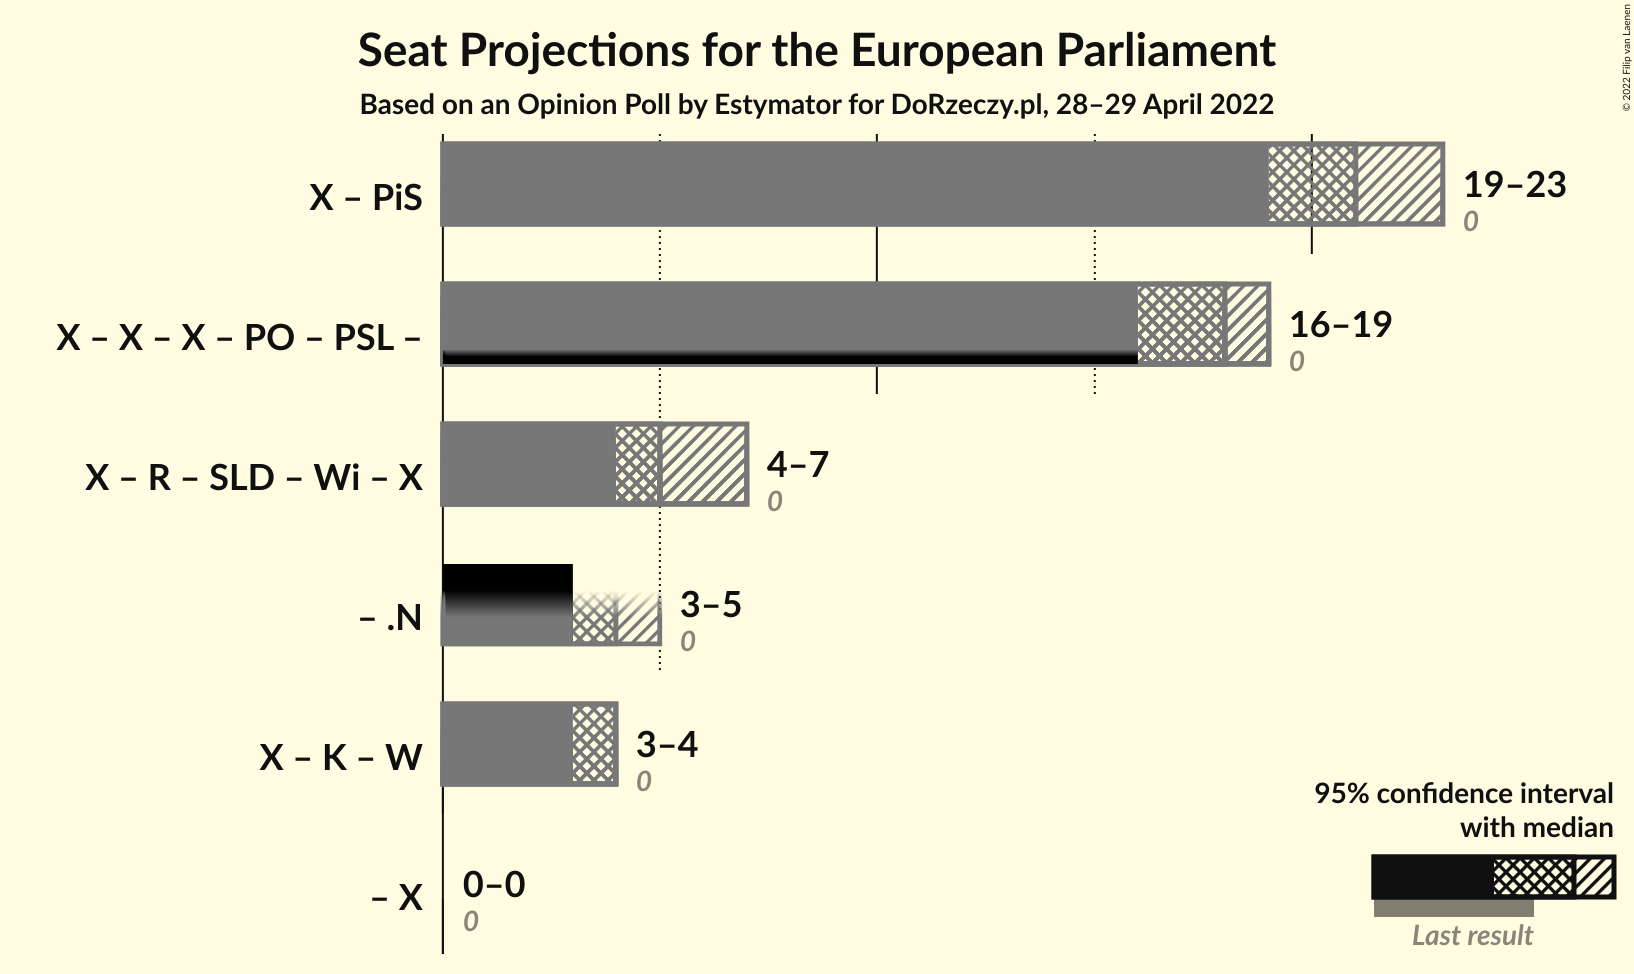 Seat Projections for the European Parliament
Based on an Opinion Poll by Estymator for DoRzeczy.pl, 28–29 April 2022
© 2022 Filip van Laenen
X – PiS
19–23
0
X – X – X – PO – PSL –
16–19
0
X – R – SLD – Wi – X
4–7
0
– .N
3–5
0
X – K – W
3–4
0
– X
0–0
0
95% confidence interval
with median
Last result